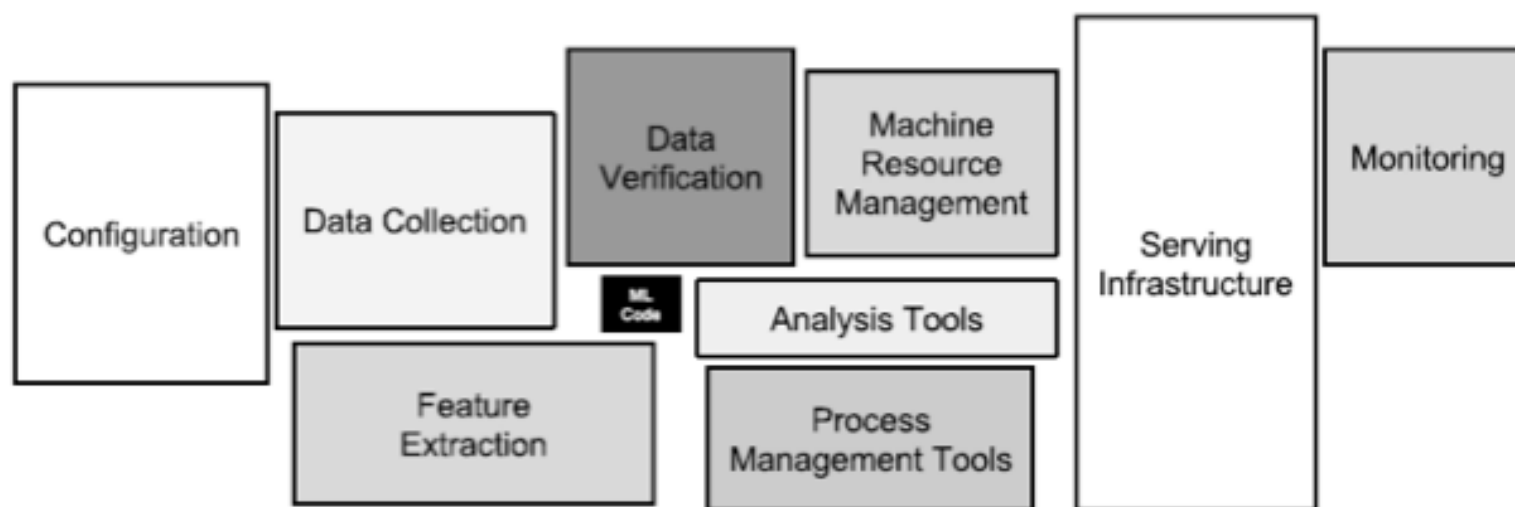 Configuration
Data Collection
Data
Verification
Machine
Resource
Management
Monitoring
Serving
Infrastructure
ML
Code
Analysis Tools
Feature
Extraction
Process
Management Tools